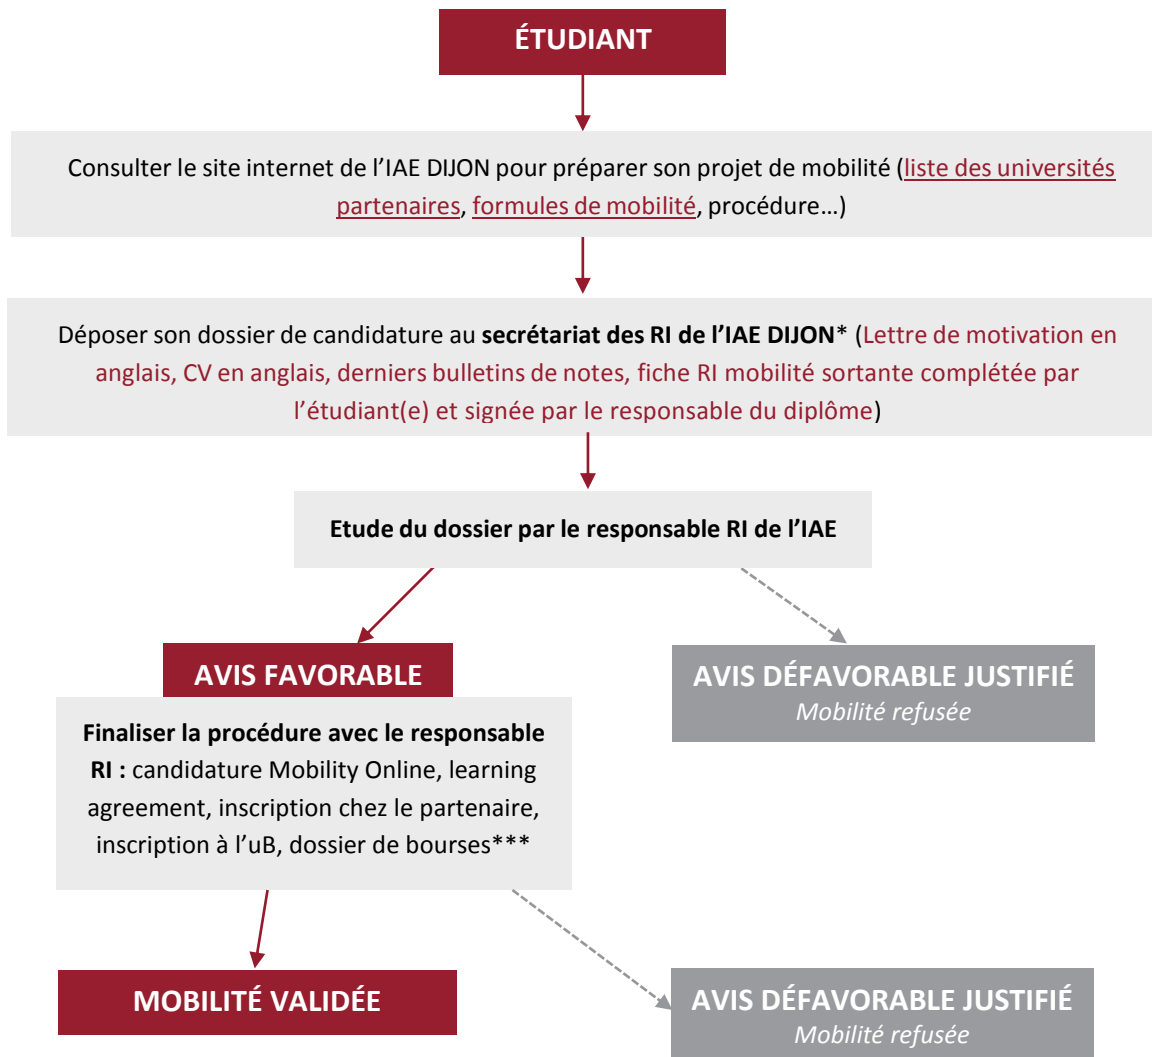 ÉTUDIANT
Consulter le site internet de l’IAE DIJON pour préparer son projet de mobilité (liste des universités
partenaires, formules de mobilité, procédure…)
Déposer son dossier de candidature au secrétariat des RI de l’IAE DIJON* (Lettre de motivation en
anglais, CV en anglais, derniers bulletins de notes, fiche RI mobilité sortante complétée par
l’étudiant(e) et signée par le responsable du diplôme)
Etude du dossier par le responsable RI de l’IAE
AVIS FAVORABLE
Finaliser la procédure avec le responsable
RI : candidature Mobility Online, learning
agreement, inscription chez le partenaire,
inscription à l’uB, dossier de bourses***
AVIS DÉFAVORABLE JUSTIFIÉ
Mobilité refusée
MOBILITÉ VALIDÉE
AVIS DÉFAVORABLE JUSTIFIÉ
Mobilité refusée